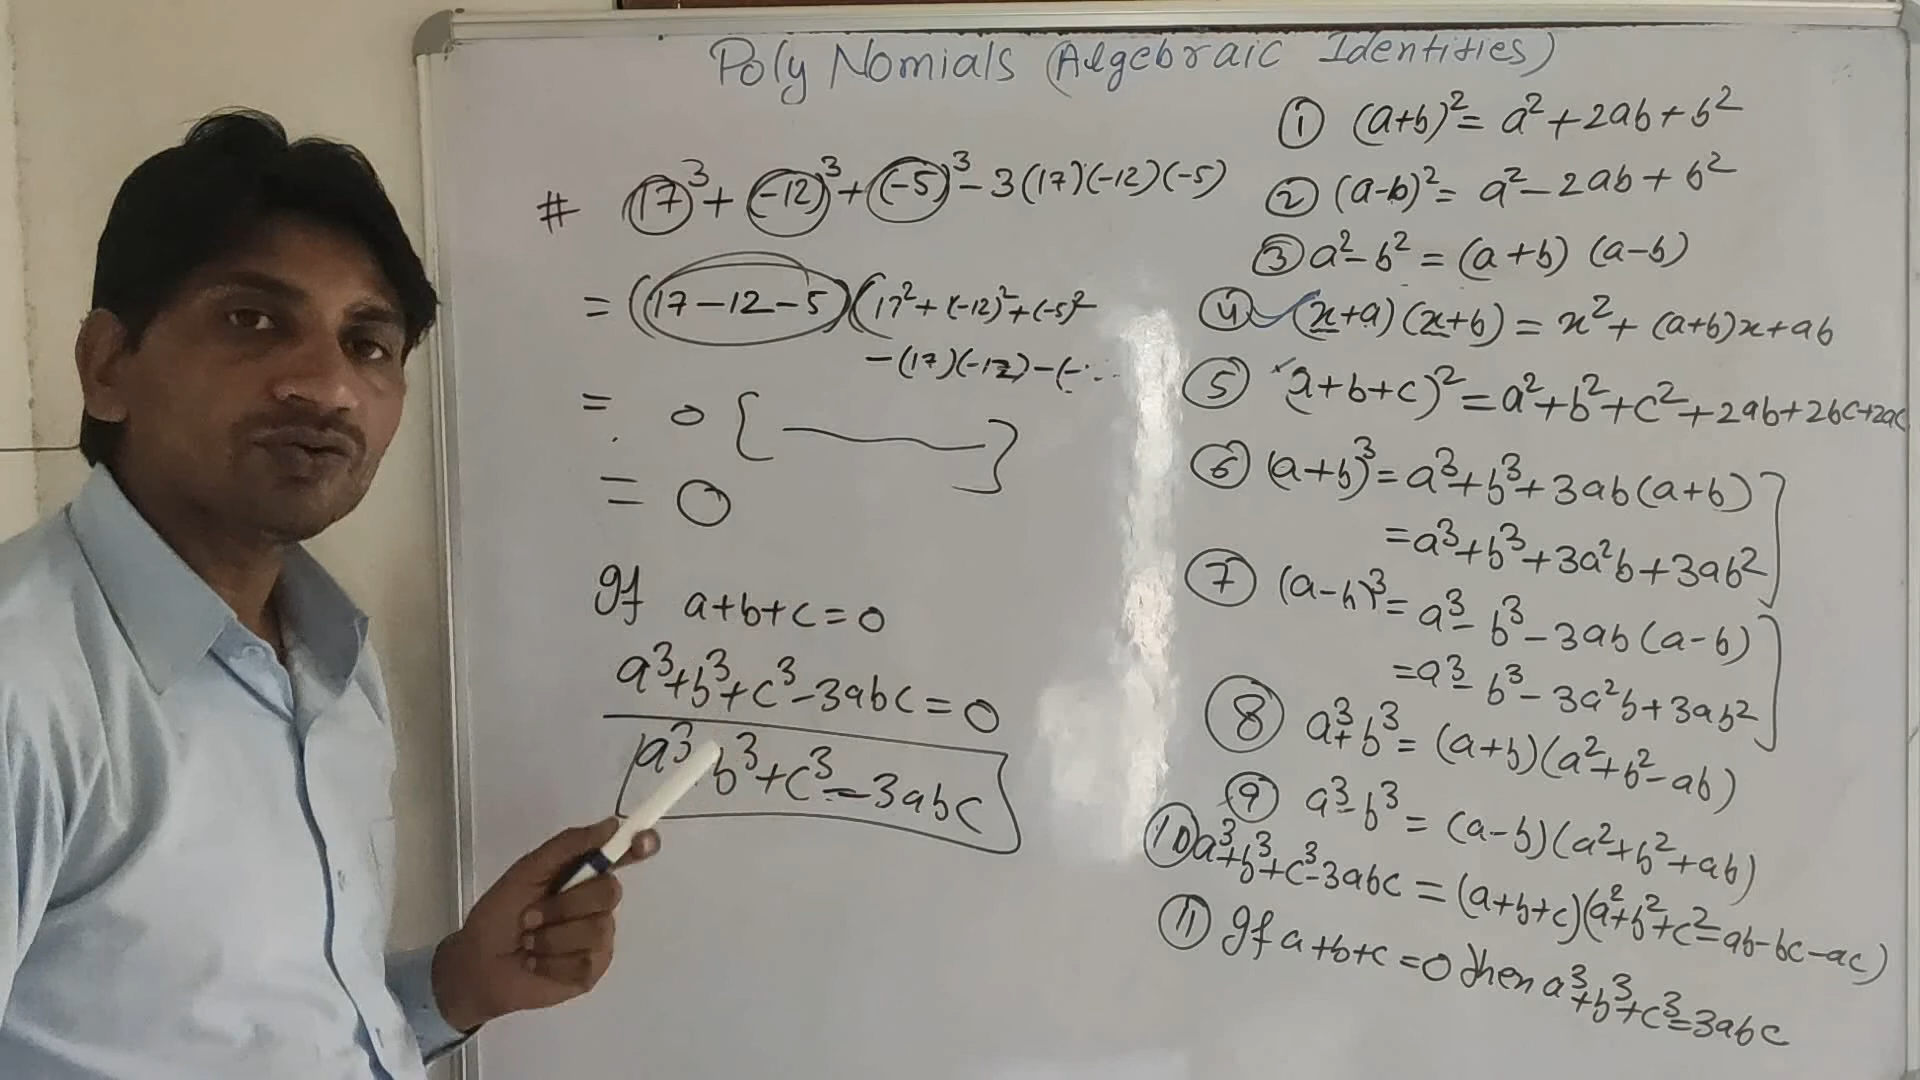 Poly Nomials (Algebraic Identities)
# (17)³ + (-12)³ + (-5)³ - 3(17)(-12)(-5)
= (17-12-5)(17² + (-12)² + (-5)²
-(17)(-12)-(-...
= 0 { }
= 0
If a+b+c=0
a³+b³+c³-3abc=0
a³ b³+c³=3abc
① (a+b)² = a²+2ab+b²
② (a-b)² = a²-2ab+b²
③ a²-b² = (a+b) (a-b)
④ (x+a)(x+b) = x²+(a+b)x+ab
⑤ (a+b+c)² = a²+b²+c²+2ab+2bc+2ac
⑥ (a+b)³ = a³+b³+3ab(a+b)
= a³+b³+3a²b+3ab²
⑦ (a-b)³ = a³-b³-3ab(a-b)
= a³-b³-3a²b+3ab²
⑧ a³+b³ = (a+b)(a²+b²-ab)
⑨ a³-b³ = (a-b)(a²+b²+ab)
⑩ a³+b³+c³-3abc = (a+b+c)(a²+b²+c²-ab-bc-ac)
⑪ If a+b+c=0 then a³+b³+c³=3abc